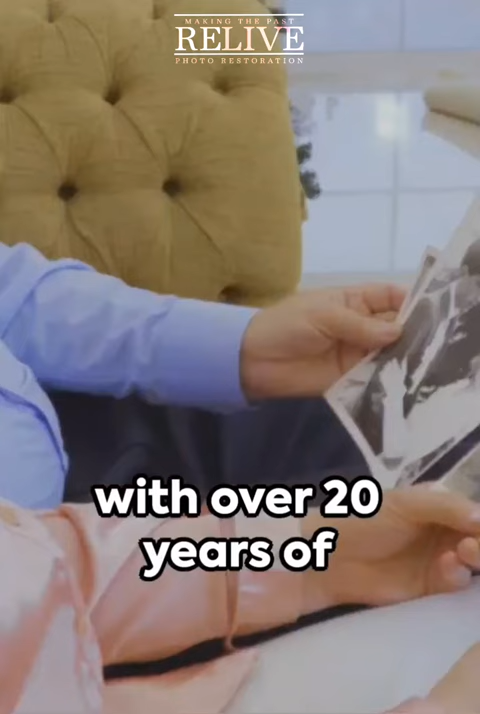 MAKING THE PAST
RELIVE
PHOTO RESTORATION
with over 20
years of